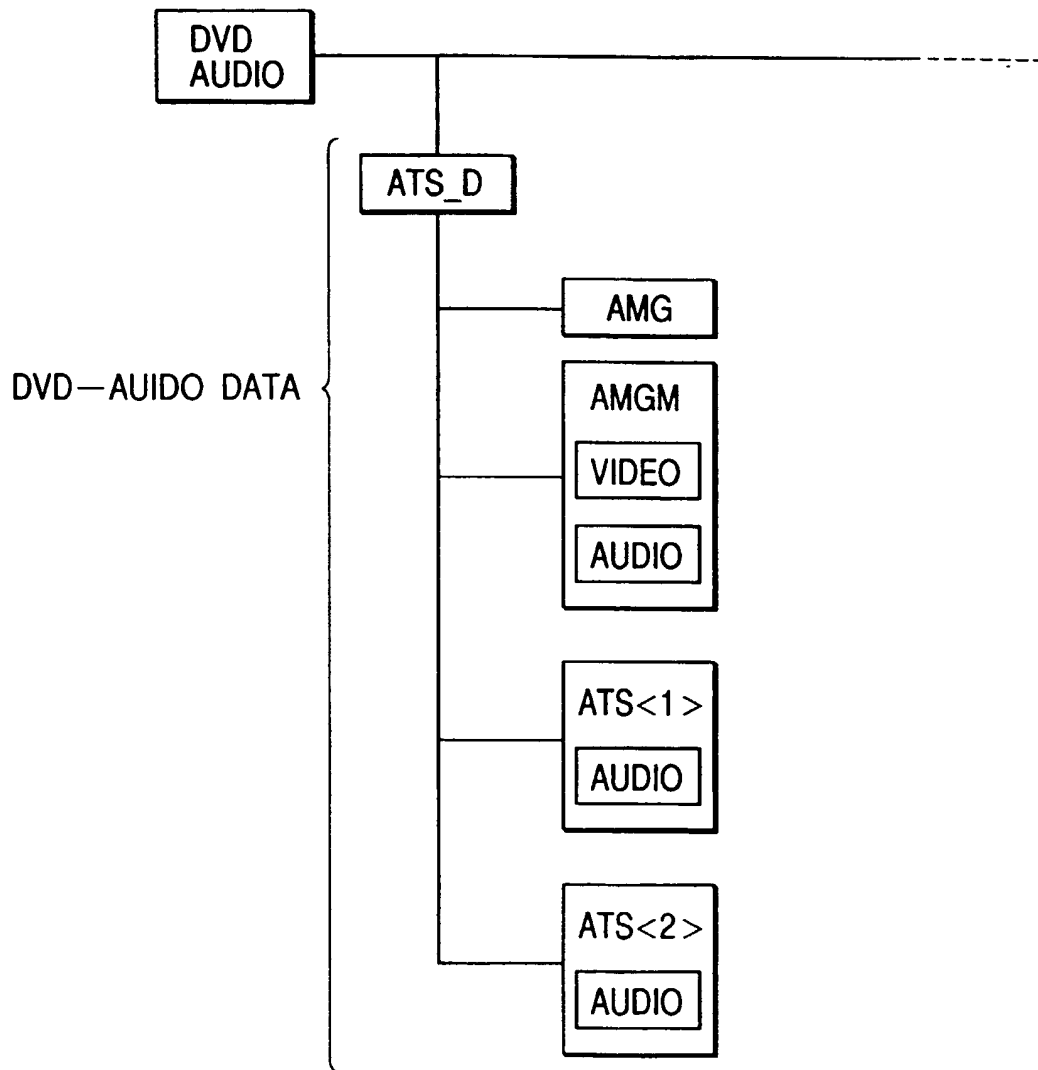 DVD
AUDIO
ATS_D
AMG
DVD—AUIDO DATA
AMGM
VIDEO
AUDIO
ATS<1>
AUDIO
ATS<2>
AUDIO